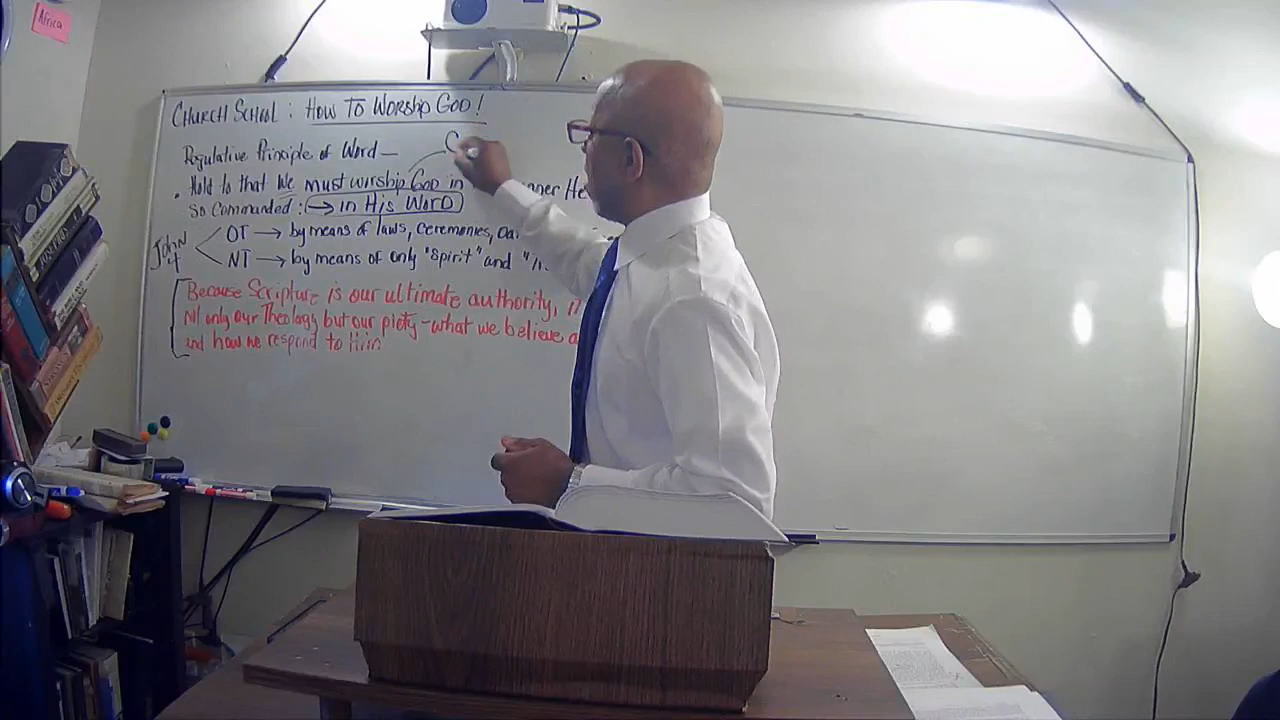 Africa
CHURCH SCHOOL : HOW TO WORSHIP GOD!
Regulative Principle of Word —
C
• Hold to that We must worship God in He
So Commanded : → in His WORD
John 4
OT → by means of laws, ceremonies,
NT → by means of only "Spirit" and
Because Scripture is our ultimate authority,
Nt only our Theology but our piety - what we believe a
and how we respond to Him